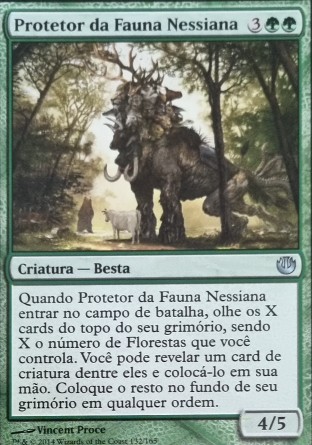 Protetor da Fauna Nessiana 3
Criatura — Besta
Quando Protetor da Fauna Nessiana
entrar no campo de batalha, olhe os X
cards do topo do seu grimório, sendo
X o número de Florestas que você
controla. Você pode revelar um card de
criatura dentre eles e colocá-lo em sua
mão. Coloque o resto no fundo de seu
grimório em qualquer ordem.
Vincent Proce
4/5
™ & © 2014 Wizards of the Coast 132/165